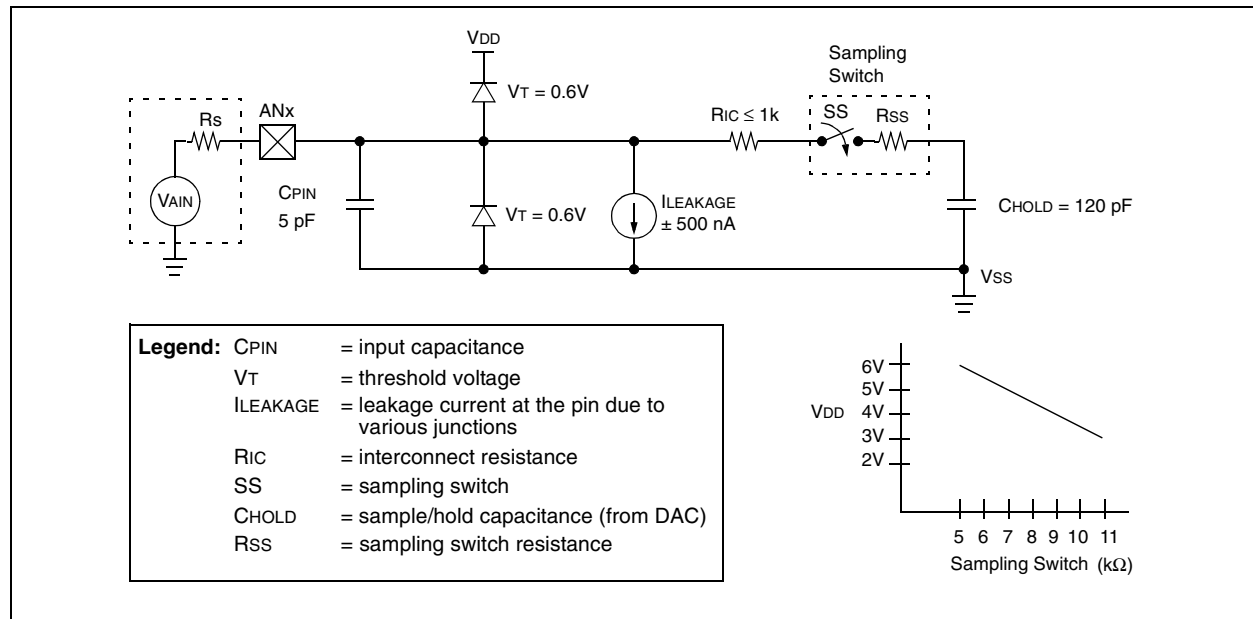 VDD
Sampling
Switch
VT = 0.6V
ANx
Rs
RIC ≤ 1k
SS
RSS
VAIN
CPIN
5 pF
VT = 0.6V
ILEAKAGE
± 500 nA
CHOLD = 120 pF
VSS
Legend: CPIN = input capacitance
VT = threshold voltage
ILEAKAGE = leakage current at the pin due to
various junctions
RIC = interconnect resistance
SS = sampling switch
CHOLD = sample/hold capacitance (from DAC)
RSS = sampling switch resistance
6V
5V
VDD 4V
3V
2V
5 6 7 8 9 10 11
Sampling Switch (kΩ)